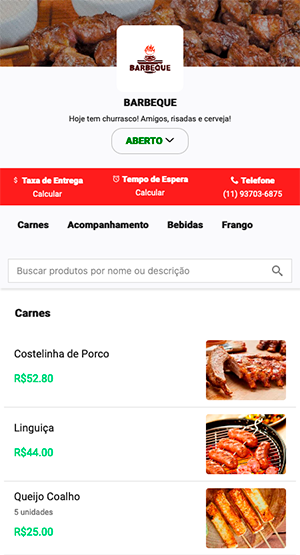 BARBEQUE
BARBEQUE
Hoje tem churrasco! Amigos, risadas e cerveja!
ABERTO
$ Taxa de Entrega
Calcular
Tempo de Espera
Calcular
Telefone
(11) 93703-6875
Carnes Acompanhamento Bebidas Frango
Buscar produtos por nome ou descrição
Carnes
Costelinha de Porco
R$52.80
Linguiça
R$44.00
Queijo Coalho
5 unidades
R$25.00